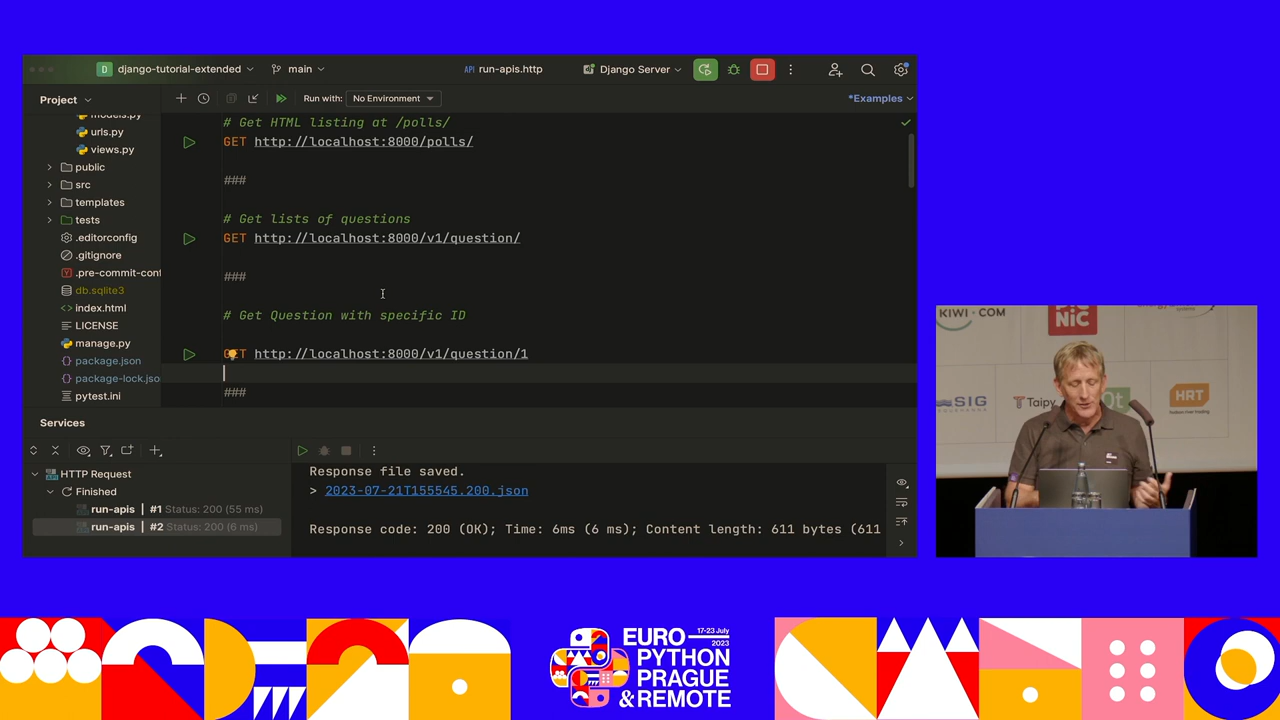 D django-tutorial-extended
main
API run-apis.http
Django Server
Project
Run with:
No Environment
*Examples
models.py
urls.py
views.py
public
src
templates
tests
.editorconfig
.gitignore
.pre-commit-conf
db.sqlite3
index.html
LICENSE
manage.py
package.json
package-lock.jso
pytest.ini
# Get HTML listing at /polls/
GET http://localhost:8000/polls/
###
# Get lists of questions
GET http://localhost:8000/v1/question/
###
# Get Question with specific ID
GET http://localhost:8000/v1/question/1
###
Services
HTTP Request
Finished
run-apis | #1 Status: 200 (55 ms)
run-apis | #2 Status: 200 (6 ms)
Response file saved.
> 2023-07-21T155545.200.json
Response code: 200 (OK); Time: 6ms (6 ms); Content length: 611 bytes (611
KIWI.COM
PICNIC
SIG
Taipy
Qt
HRT
EURO
17-23 July
2023
PYTHON
PRAGUE
& REMOTE